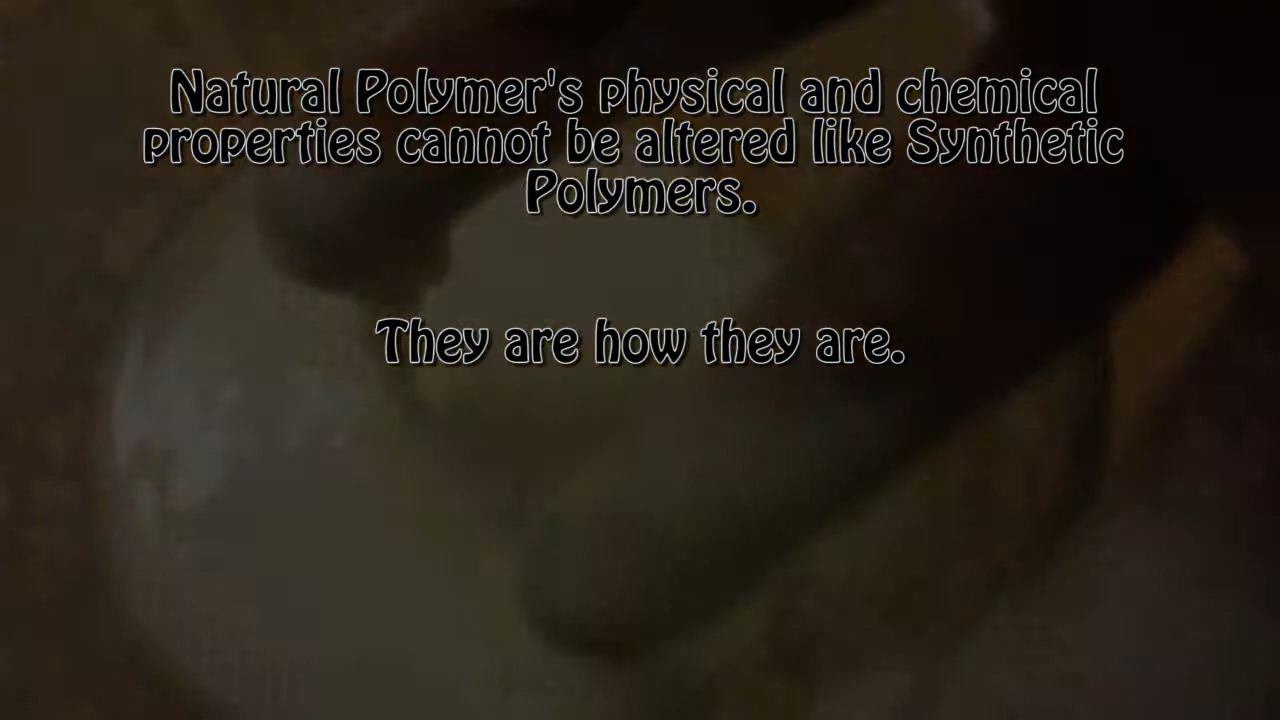 Natural Polymer's physical and chemical
properties cannot be altered like Synthetic
Polymers.
They are how they are.